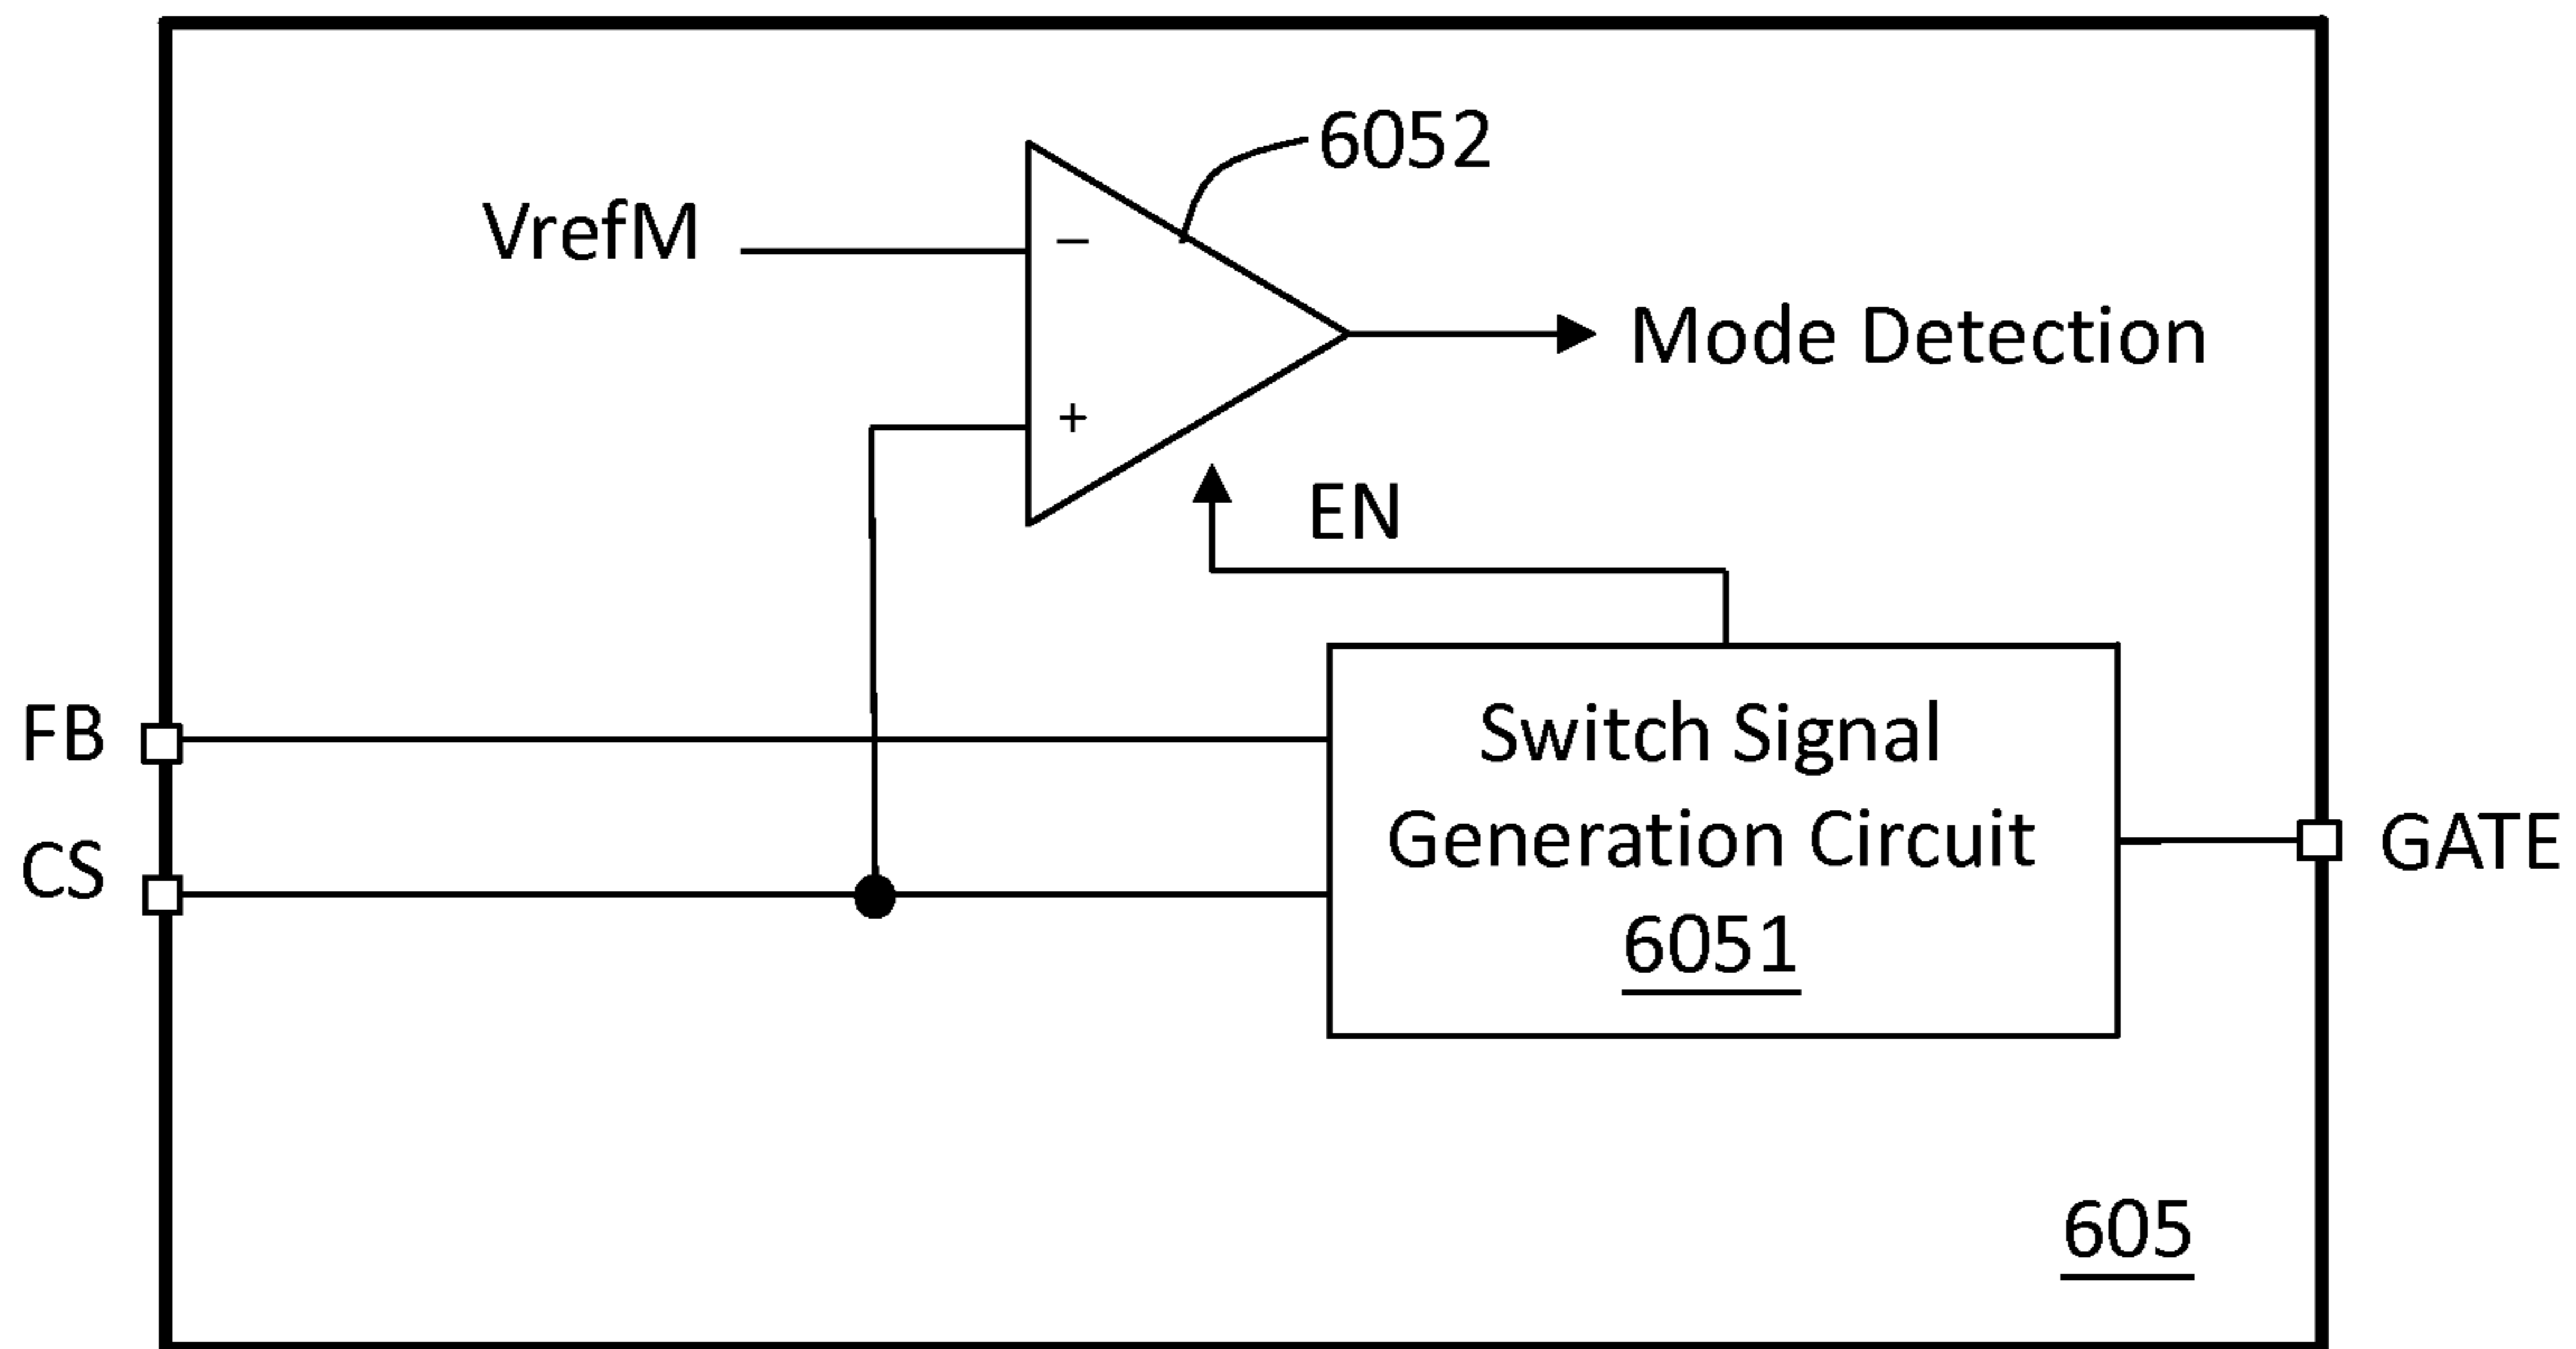 6052
VrefM
−
Mode Detection
+
EN
FB
Switch Signal
Generation Circuit
6051
CS
GATE
605